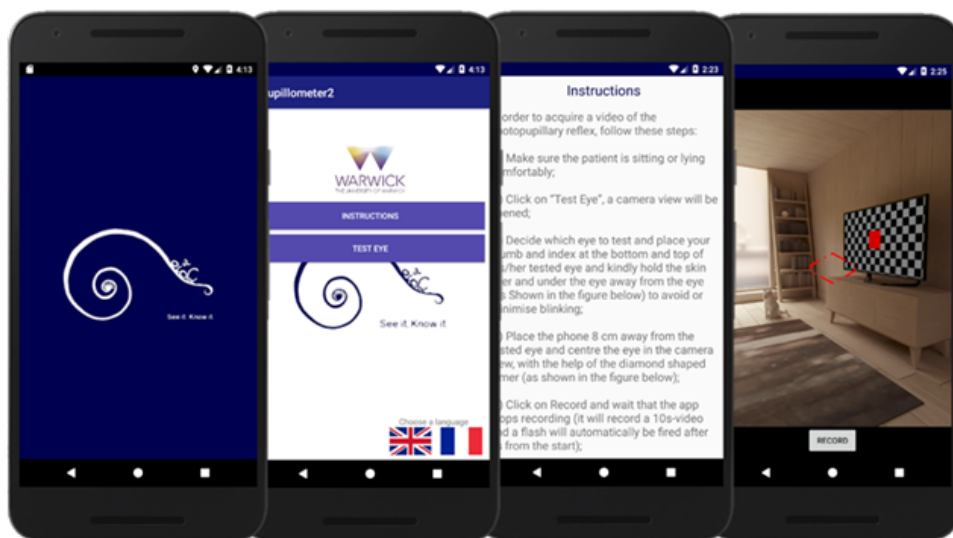 4:13
See it. Know it.
4:13
upillometer2
WARWICK
THE UNIVERSITY OF WARWICK
INSTRUCTIONS
TEST EYE
See it. Know it.
Choose a language
2:23
Instructions
order to acquire a video of the
otopupillary reflex, follow these steps:
Make sure the patient is sitting or lying
mfortably;
) Click on “Test Eye”, a camera view will be
ened;
) Decide which eye to test and place your
umb and index at the bottom and top of
s/her tested eye and kindly hold the skin
er and under the eye away from the eye
s Shown in the figure below) to avoid or
inimise blinking;
) Place the phone 8 cm away from the
sted eye and centre the eye in the camera
ew, with the help of the diamond shaped
rner (as shown in the figure below);
) Click on Record and wait that the app
ops recording (it will record a 10s-video
nd a flash will automatically be fired after
s from the start);
2:25
RECORD